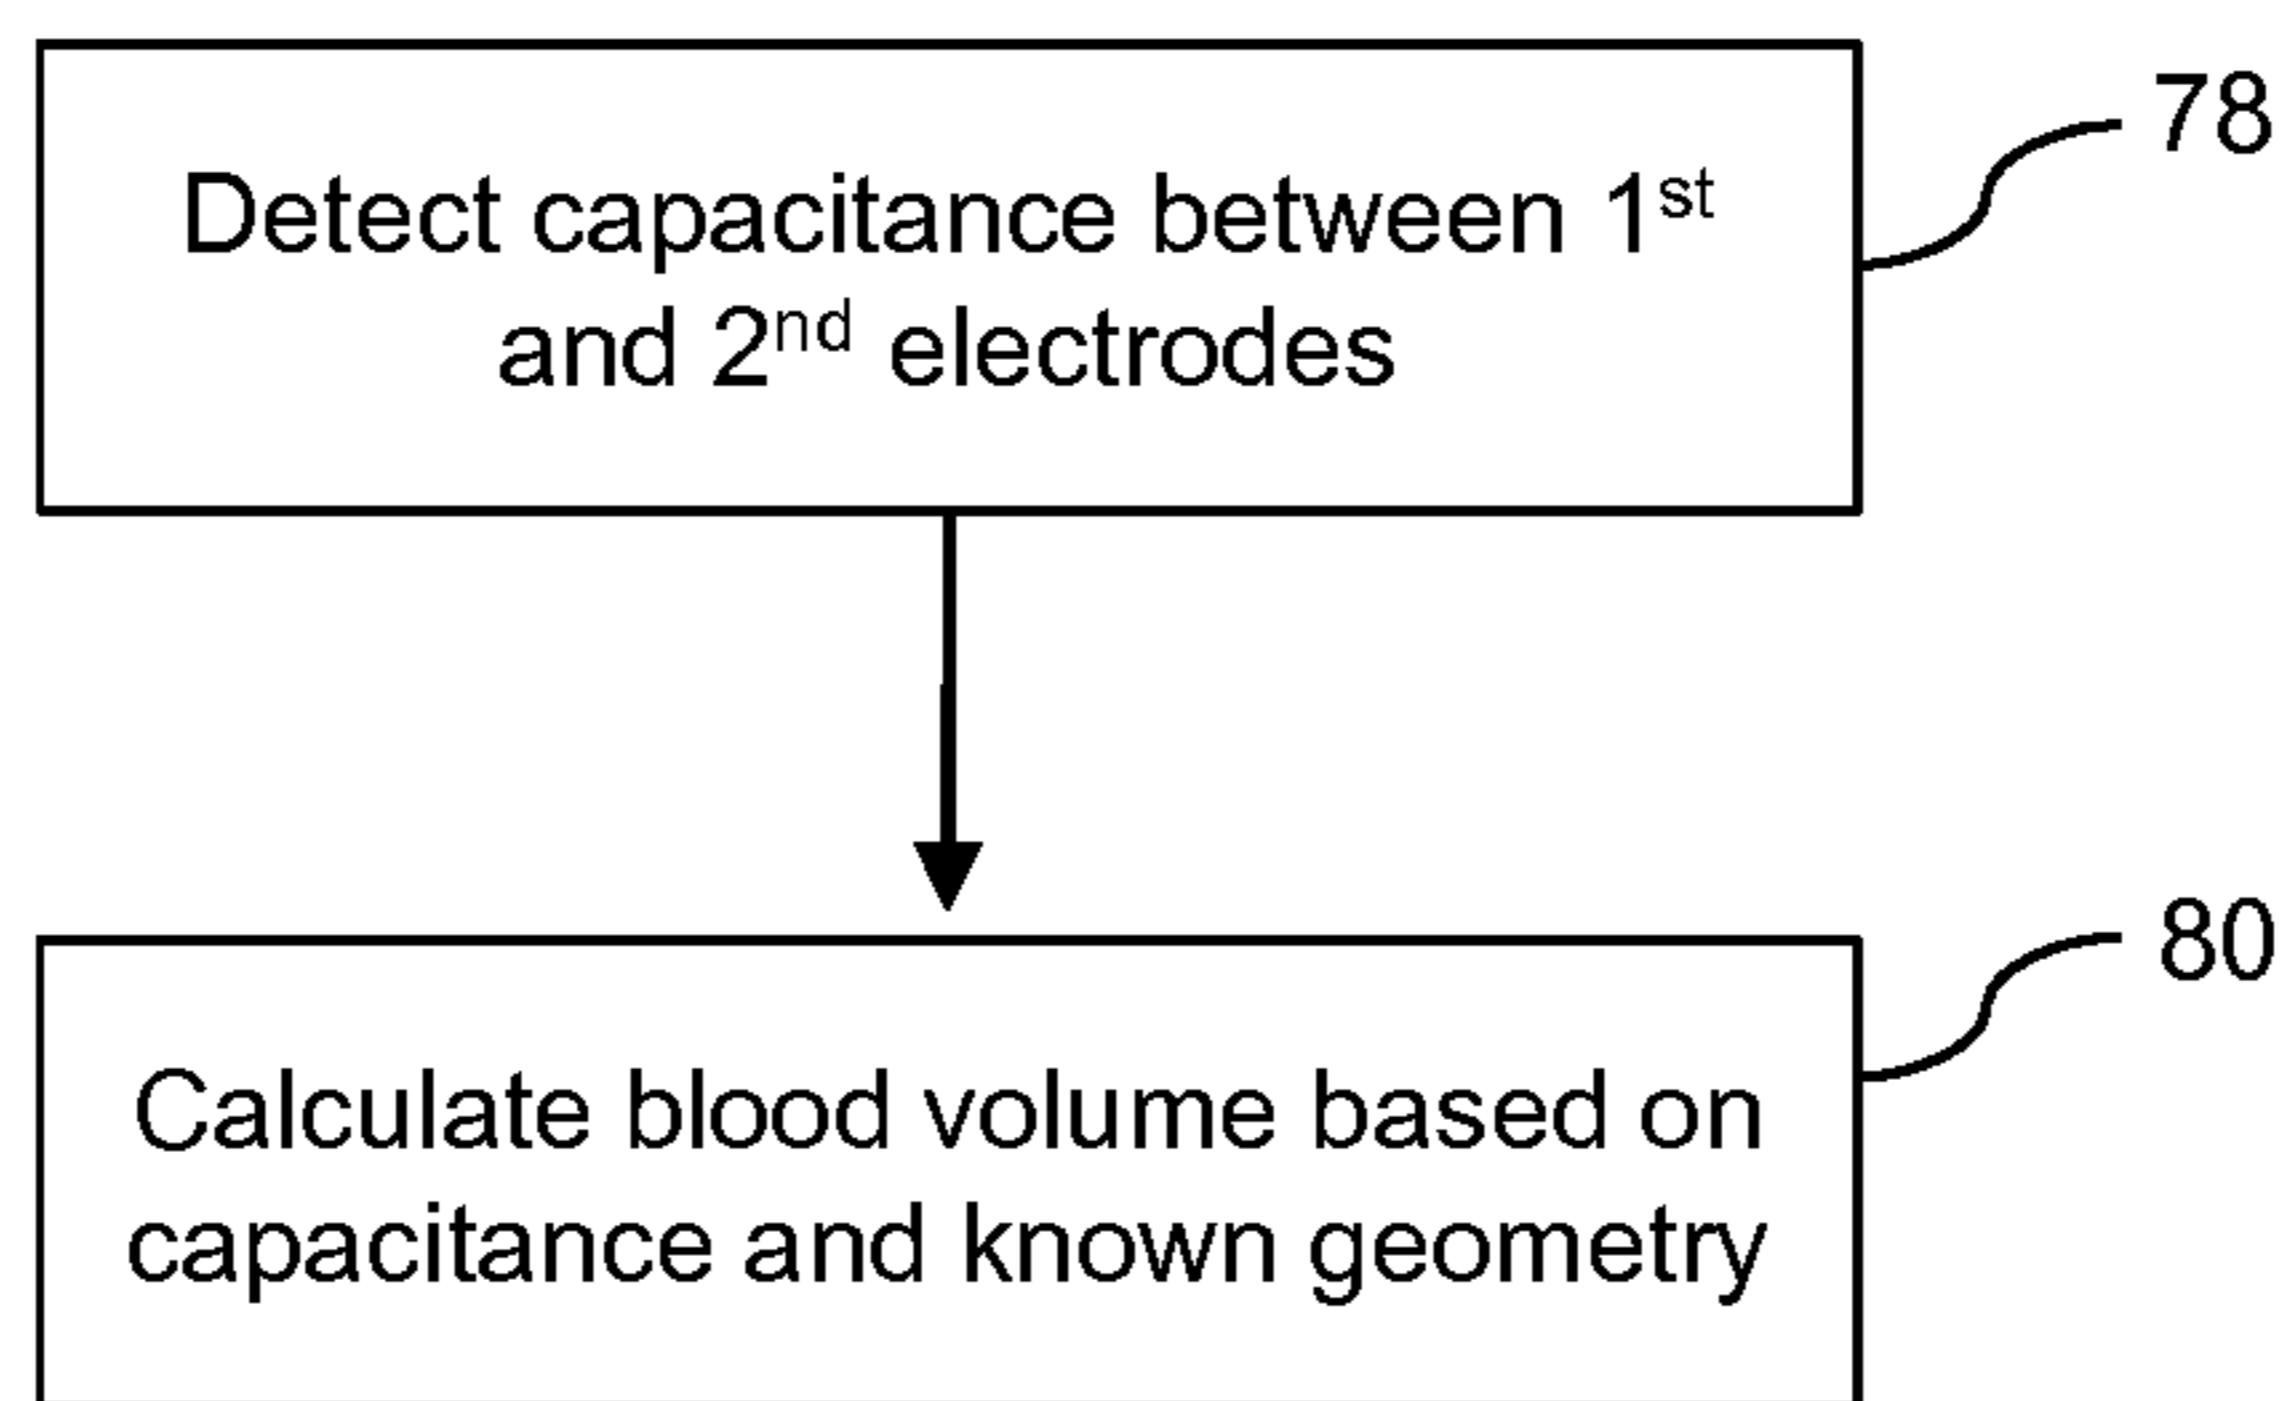 78
Detect capacitance between 1st
and 2nd electrodes
80
Calculate blood volume based on
capacitance and known geometry